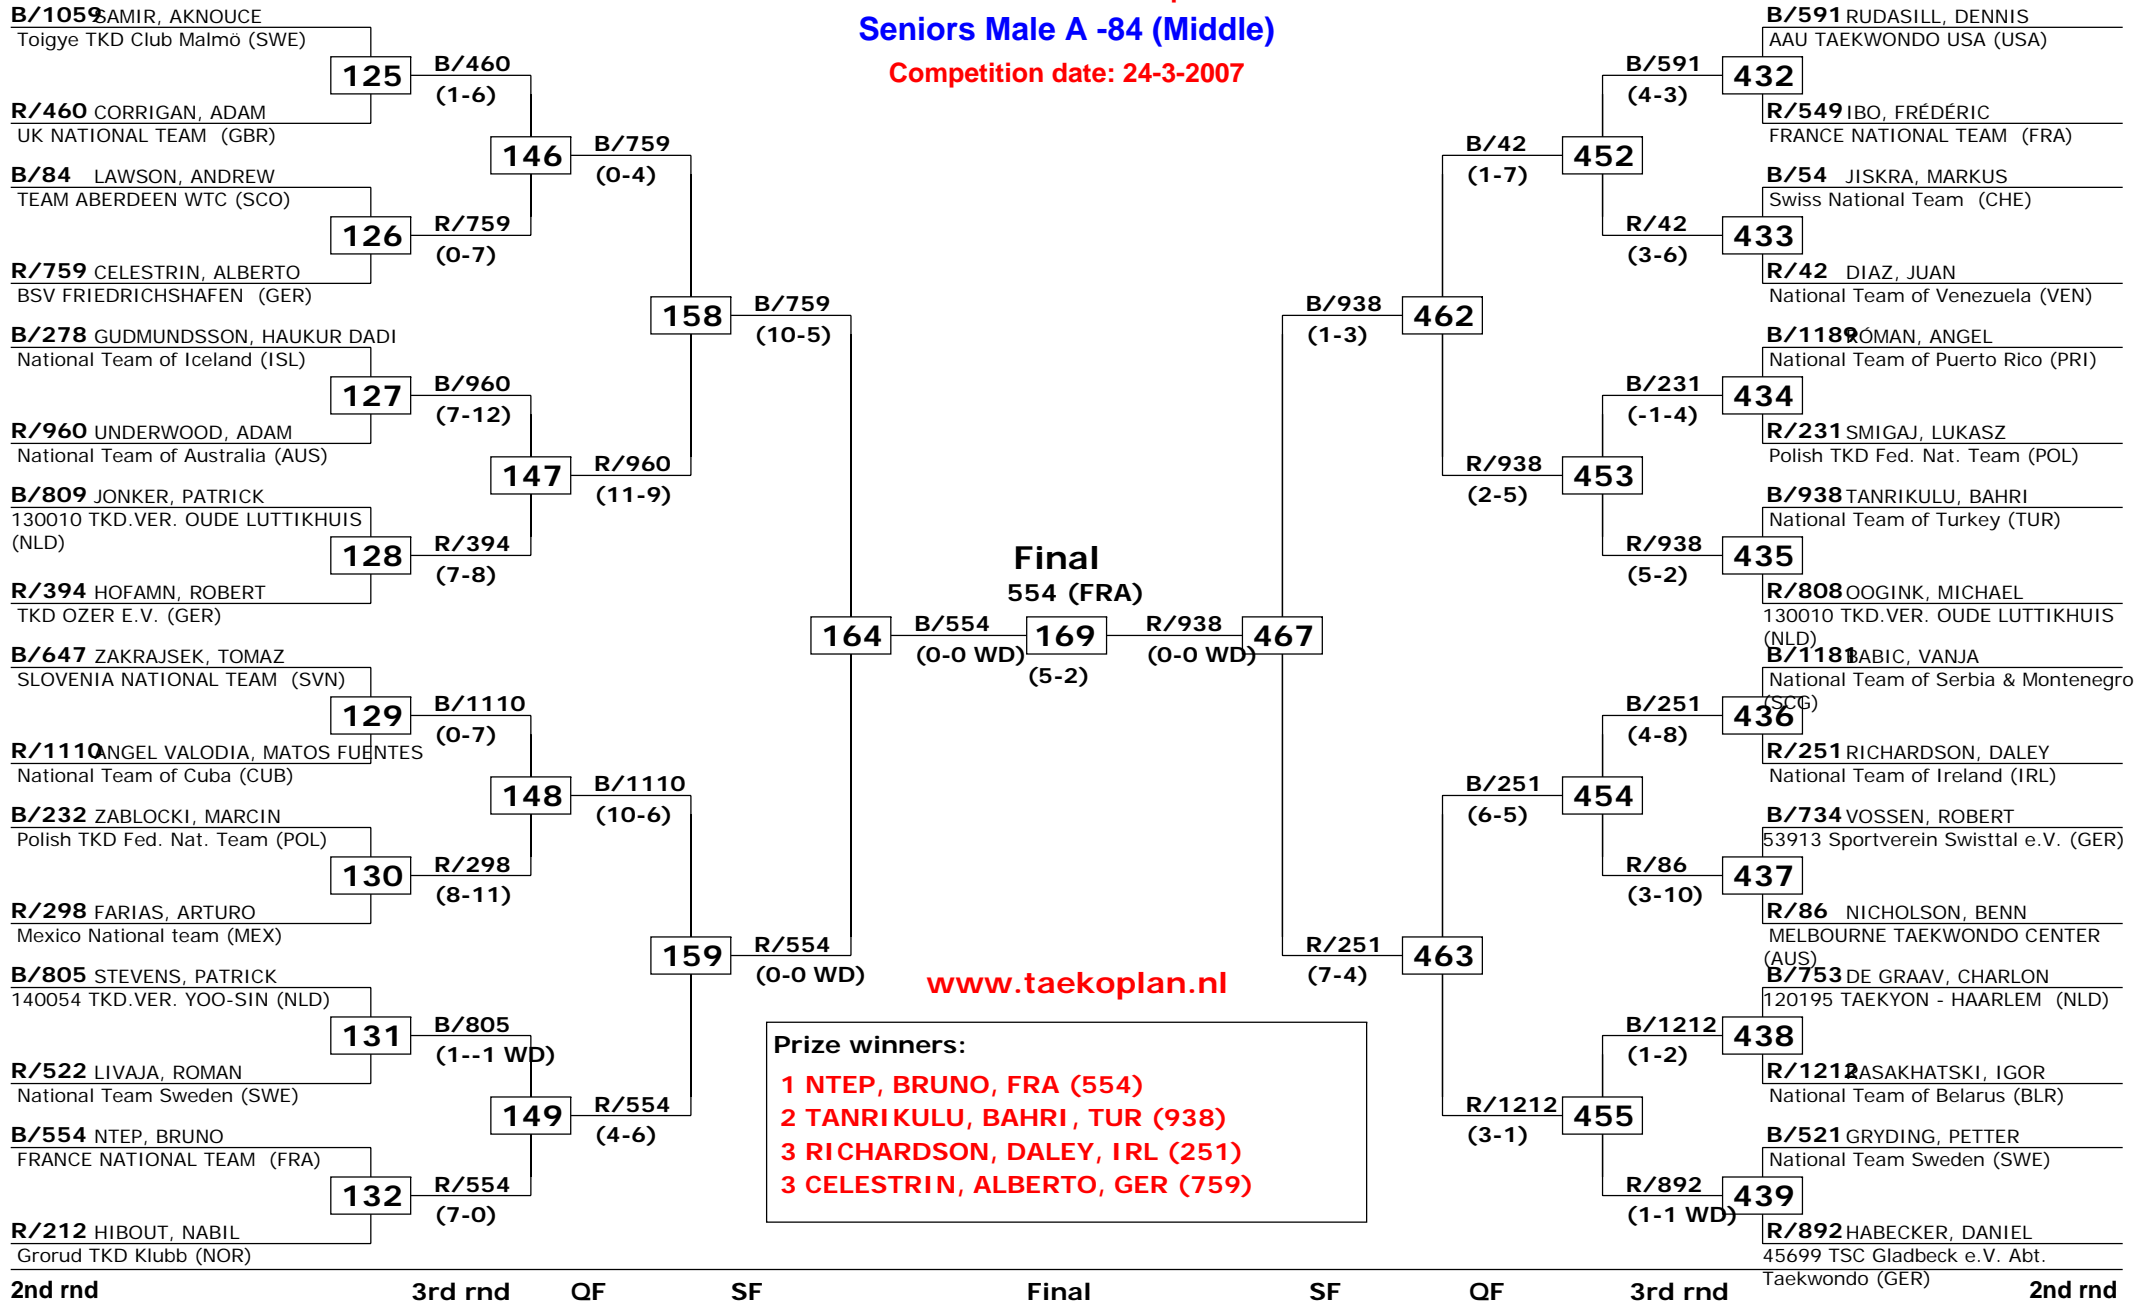 Seniors Male A -84 (Middle)
Competition date: 24-3-2007
B/1059 SAMIR, AKNOUCE
Toigye TKD Club Malmö (SWE)
125
R/460 CORRIGAN, ADAM
UK NATIONAL TEAM (GBR)
B/84 LAWSON, ANDREW
TEAM ABERDEEN WTC (SCO)
126
R/759 CELESTRIN, ALBERTO
BSV FRIEDRICHSHAFEN (GER)
B/278 GUDMUNDSSON, HAUKUR DADI
National Team of Iceland (ISL)
127
R/960 UNDERWOOD, ADAM
National Team of Australia (AUS)
B/809 JONKER, PATRICK
130010 TKD.VER. OUDE LUTTIKHUIS
(NLD)
128
R/394 HOFAMN, ROBERT
TKD OZER E.V. (GER)
B/647 ZAKRAJSEK, TOMAZ
SLOVENIA NATIONAL TEAM (SVN)
129
R/1110 ANGEL VALODIA, MATOS FUENTES
National Team of Cuba (CUB)
B/232 ZABLOCKI, MARCIN
Polish TKD Fed. Nat. Team (POL)
130
R/298 FARIAS, ARTURO
Mexico National team (MEX)
B/805 STEVENS, PATRICK
140054 TKD.VER. YOO-SIN (NLD)
131
R/522 LIVAJA, ROMAN
National Team Sweden (SWE)
B/554 NTEP, BRUNO
FRANCE NATIONAL TEAM (FRA)
132
R/212 HIBOUT, NABIL
Grorud TKD Klubb (NOR)
B/460
(1-6)
146
R/759
(0-7)
B/960
(7-12)
147
R/394
(7-8)
B/1110
(0-7)
148
R/298
(8-11)
B/805
(1--1 WD)
149
R/554
(7-0)
B/759
(0-4)
158
R/960
(11-9)
B/1110
(10-6)
159
R/554
(4-6)
B/759
(10-5)
164
R/554
(0-0 WD)
Final
554 (FRA)
B/554
(0-0 WD)
169
(5-2)
R/938
(0-0 WD)
467
B/938
(1-3)
R/251
(7-4)
462
463
B/42
(1-7)
R/938
(2-5)
B/251
(6-5)
R/1212
(3-1)
452
453
454
455
B/591
(4-3)
R/42
(3-6)
B/231
(-1-4)
R/938
(5-2)
B/251
(4-8)
R/86
(3-10)
B/1212
(1-2)
R/892
(1-1 WD)
B/591 RUDASILL, DENNIS
AAU TAEKWONDO USA (USA)
432
R/549 IBO, FRÉDÉRIC
FRANCE NATIONAL TEAM (FRA)
B/54 JISKRA, MARKUS
Swiss National Team (CHE)
433
R/42 DIAZ, JUAN
National Team of Venezuela (VEN)
B/1189 RÓMAN, ANGEL
National Team of Puerto Rico (PRI)
434
R/231 SMIGAJ, LUKASZ
Polish TKD Fed. Nat. Team (POL)
B/938 TANRIKULU, BAHRI
National Team of Turkey (TUR)
435
R/808 OOGINK, MICHAEL
130010 TKD.VER. OUDE LUTTIKHUIS
(NLD)
B/1181 BABIC, VANJA
National Team of Serbia & Montenegro
(SCG)
436
R/251 RICHARDSON, DALEY
National Team of Ireland (IRL)
B/734 VOSSEN, ROBERT
53913 Sportverein Swisttal e.V. (GER)
437
R/86 NICHOLSON, BENN
MELBOURNE TAEKWONDO CENTER
(AUS)
B/753 DE GRAAV, CHARLON
120195 TAEKYON - HAARLEM (NLD)
438
R/1212 RASAKHATSKI, IGOR
National Team of Belarus (BLR)
B/521 GRYDING, PETTER
National Team Sweden (SWE)
439
R/892 HABECKER, DANIEL
45699 TSC Gladbeck e.V. Abt.
Taekwondo (GER)
www.taekoplan.nl
Prize winners:
1 NTEP, BRUNO, FRA (554)
2 TANRIKULU, BAHRI, TUR (938)
3 RICHARDSON, DALEY, IRL (251)
3 CELESTRIN, ALBERTO, GER (759)
2nd rnd 3rd rnd QF SF Final SF QF 3rd rnd 2nd rnd